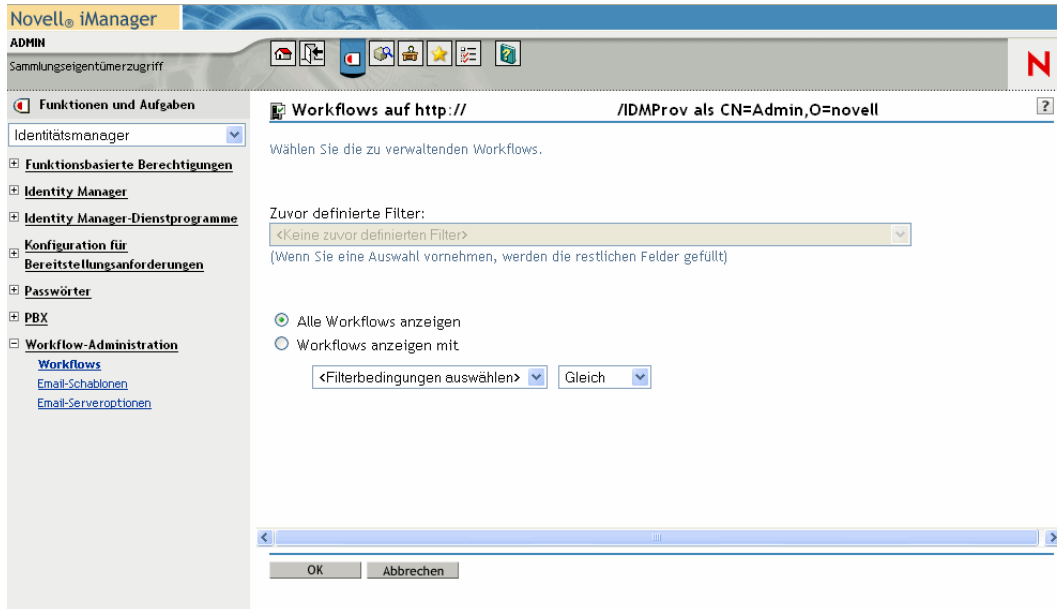 Novell® iManager
ADMIN
Sammlungseigentümerzugriff
N
Funktionen und Aufgaben
Identitätsmanager
Funktionsbasierte Berechtigungen
Identity Manager
Identity Manager-Dienstprogramme
Konfiguration für
Bereitstellungsanforderungen
Passwörter
PBX
Workflow-Administration
Workflows
Email-Schablonen
Email-Serveroptionen
Workflows auf http:// /IDMProv als CN=Admin,O=novell
?
Wählen Sie die zu verwaltenden Workflows.
Zuvor definierte Filter:
<Keine zuvor definierten Filter>
(Wenn Sie eine Auswahl vornehmen, werden die restlichen Felder gefüllt)
Alle Workflows anzeigen
Workflows anzeigen mit
<Filterbedingungen auswählen> Gleich
OK Abbrechen